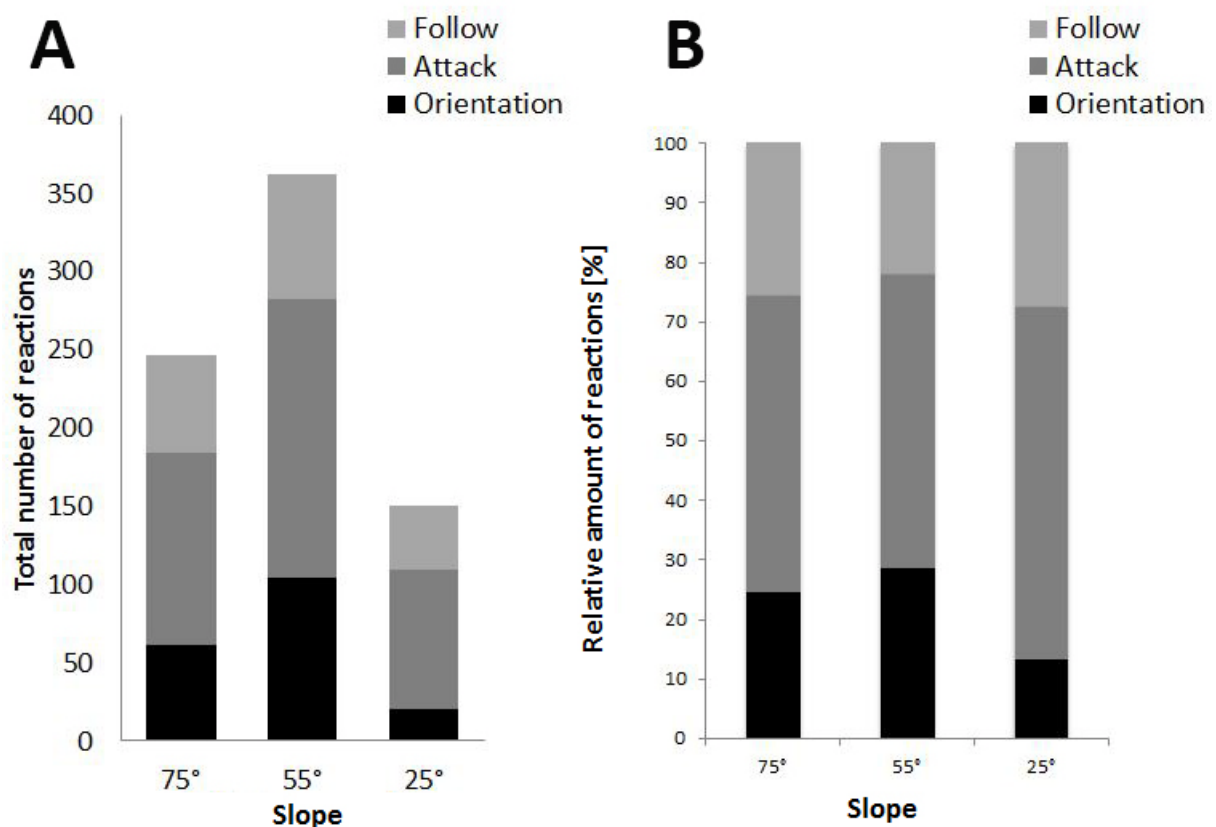 A
Follow
Attack
Orientation
400
350
300
250
200
150
100
50
0
Total number of reactions
75° 55° 25°
Slope
B
Follow
Attack
Orientation
100
90
80
70
60
50
40
30
20
10
0
Relative amount of reactions [%]
75° 55° 25°
Slope